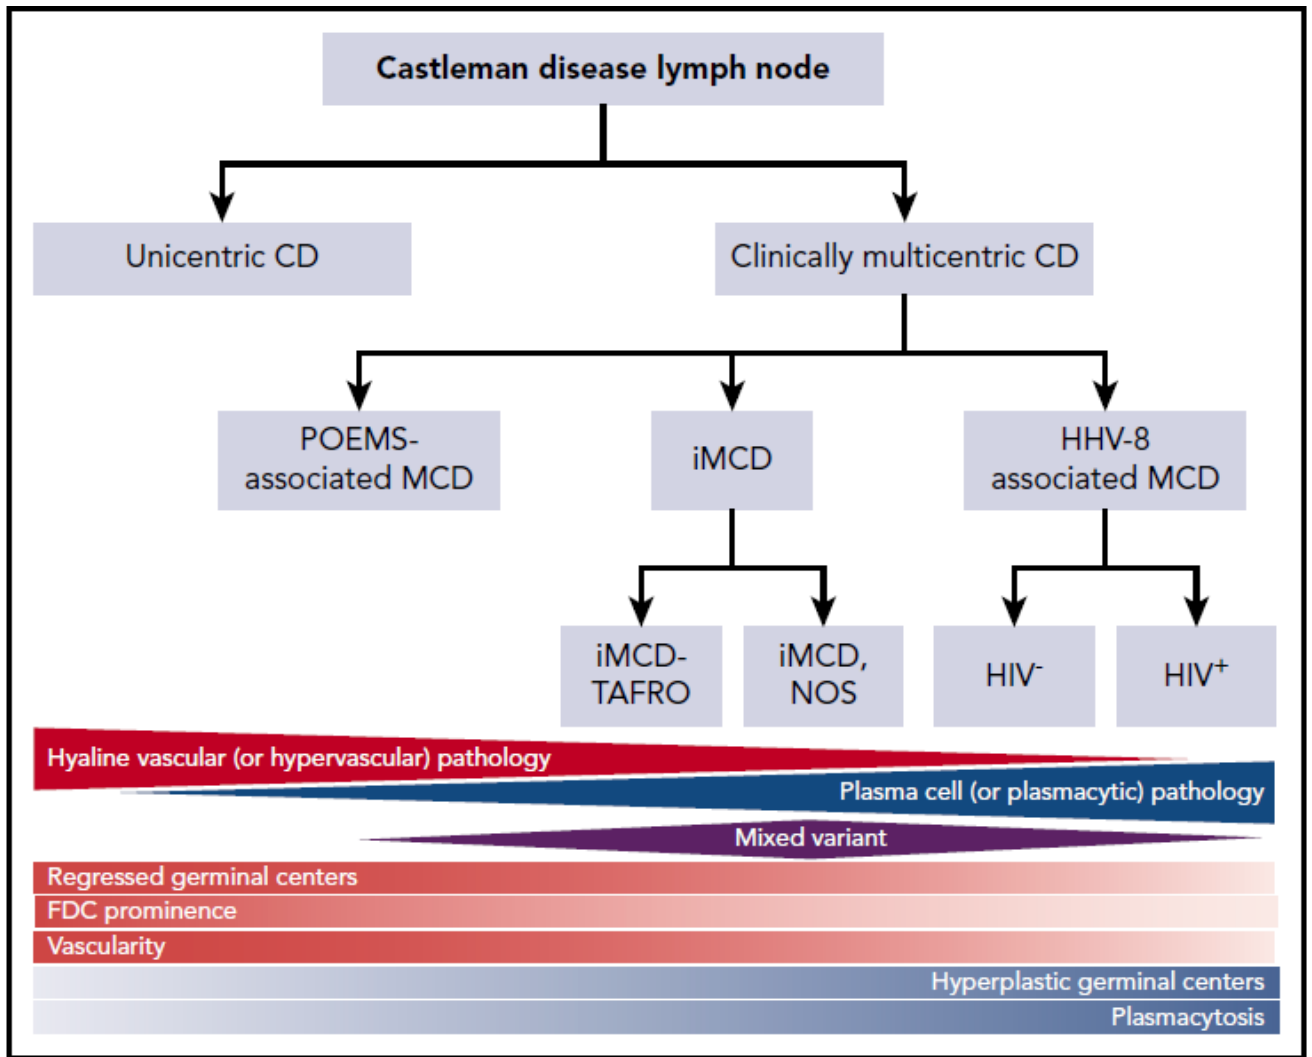 Castleman disease lymph node
Unicentric CD
Clinically multicentric CD
POEMS-
associated MCD
iMCD
HHV-8
associated MCD
iMCD-
TAFRO
iMCD,
NOS
HIV⁻
HIV⁺
Hyaline vascular (or hypervascular) pathology
Plasma cell (or plasmacytic) pathology
Mixed variant
Regressed germinal centers
FDC prominence
Vascularity
Hyperplastic germinal centers
Plasmacytosis